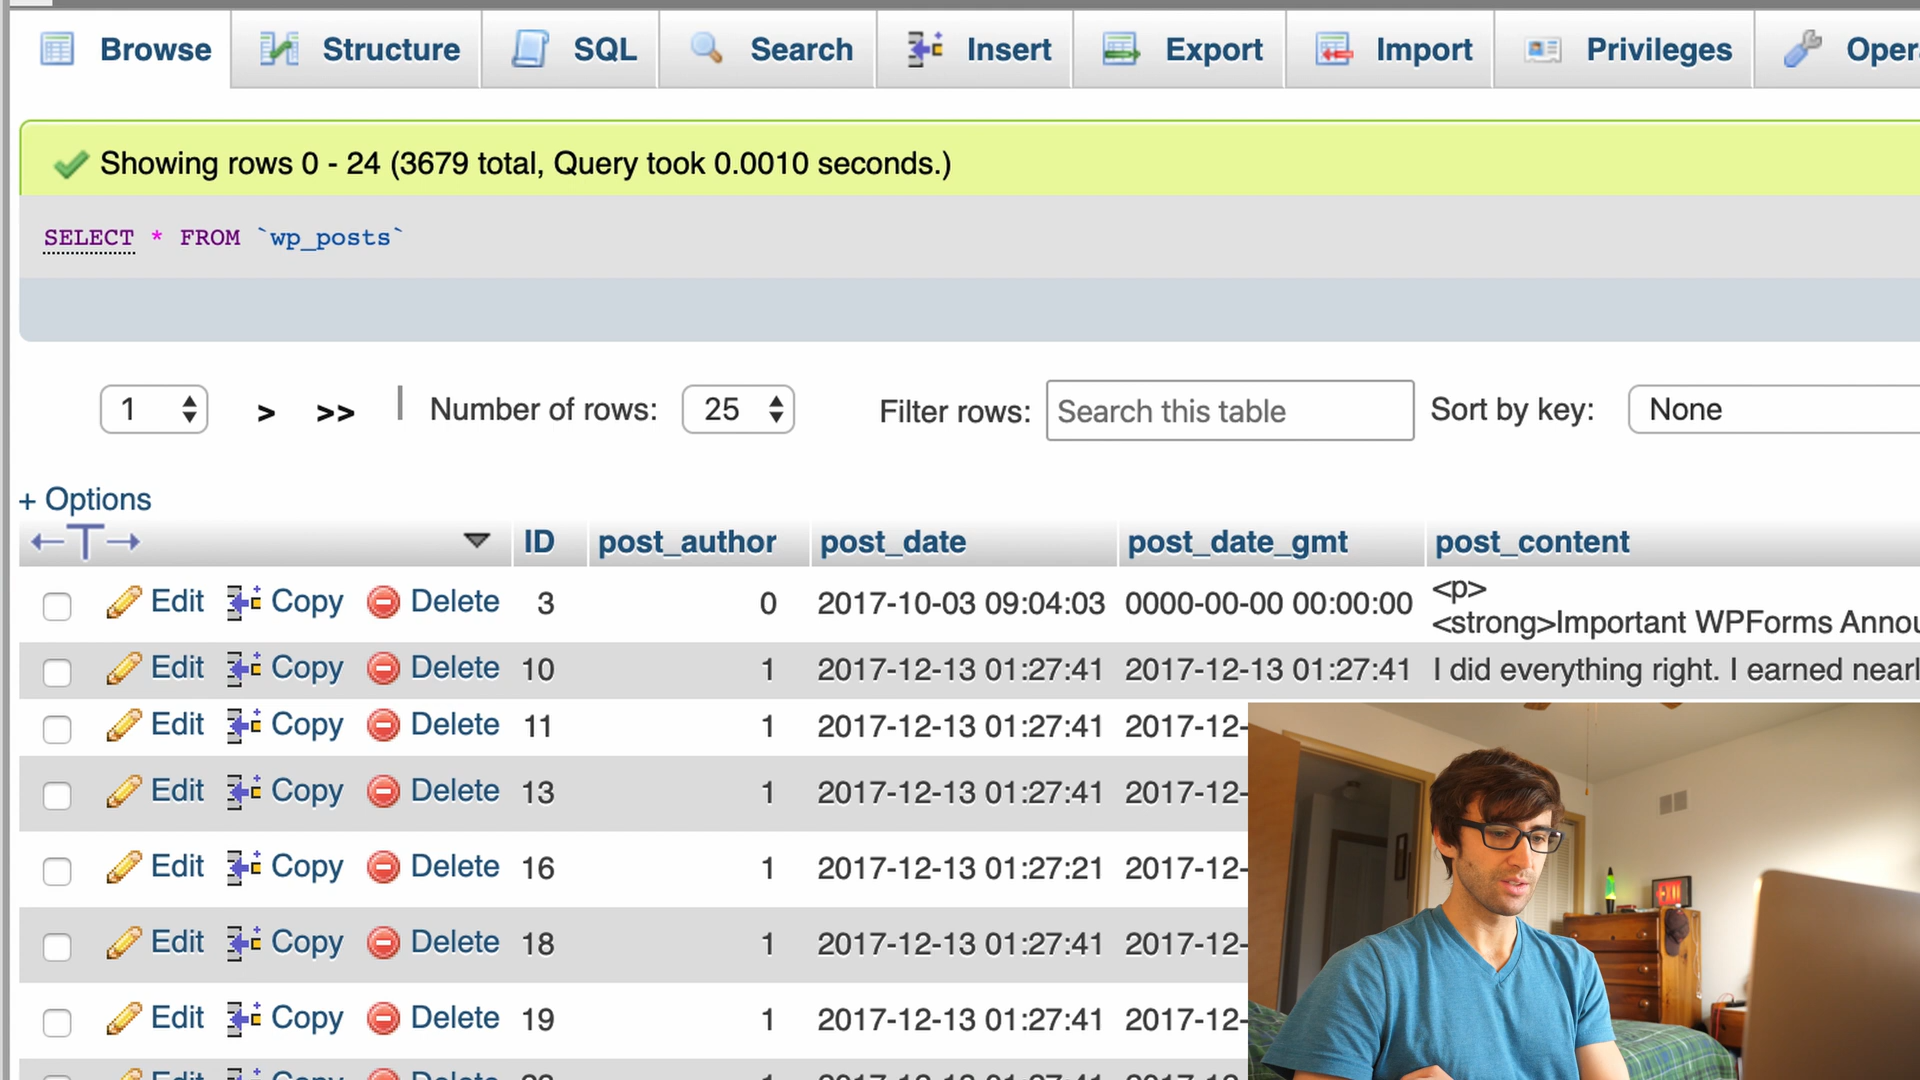 Browse Structure SQL Search Insert Export Import Privileges Oper
Showing rows 0 - 24 (3679 total, Query took 0.0010 seconds.)
SELECT * FROM `wp_posts`
1 > >> | Number of rows: 25 Filter rows: Search this table Sort by key: None
+ Options
←T→ ID post_author post_date post_date_gmt post_content
Edit Copy Delete 3 0 2017-10-03 09:04:03 0000-00-00 00:00:00 <p>
<strong>Important WPForms Annou
Edit Copy Delete 10 1 2017-12-13 01:27:41 2017-12-13 01:27:41 I did everything right. I earned nearl
Edit Copy Delete 11 1 2017-12-13 01:27:41 2017-12-
Edit Copy Delete 13 1 2017-12-13 01:27:41 2017-12-
Edit Copy Delete 16 1 2017-12-13 01:27:21 2017-12-
Edit Copy Delete 18 1 2017-12-13 01:27:41 2017-12-
Edit Copy Delete 19 1 2017-12-13 01:27:41 2017-12-